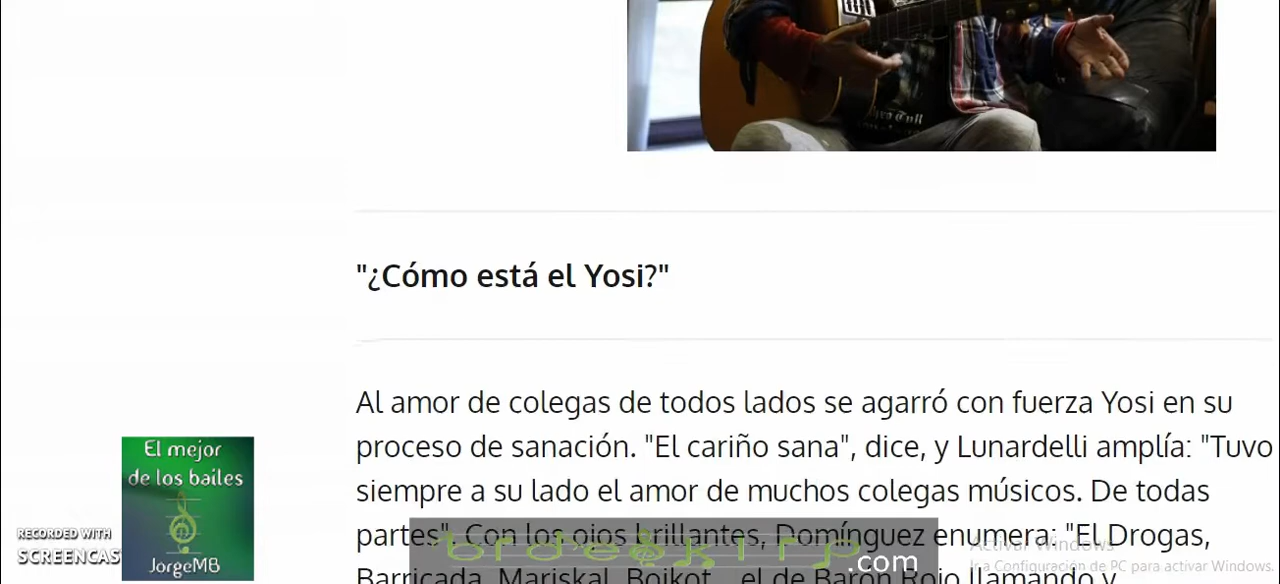 "¿Cómo está el Yosi?"
Al amor de colegas de todos lados se agarró con fuerza Yosi en su
proceso de sanación. "El cariño sana", dice, y Lunardelli amplía: "Tuvo
siempre a su lado el amor de muchos colegas músicos. De todas
partes". Con los ojos brillantes, Domínguez enumera: "El Drogas,
Barricada, Mariskal, Boikot... el de Barón Rojo llamando y
El mejor
de los bailes
JorgeMB
RECORDED WITH
SCREENCAS
.com
Activar Windows
Ir a Configuración de PC para activar Windows.